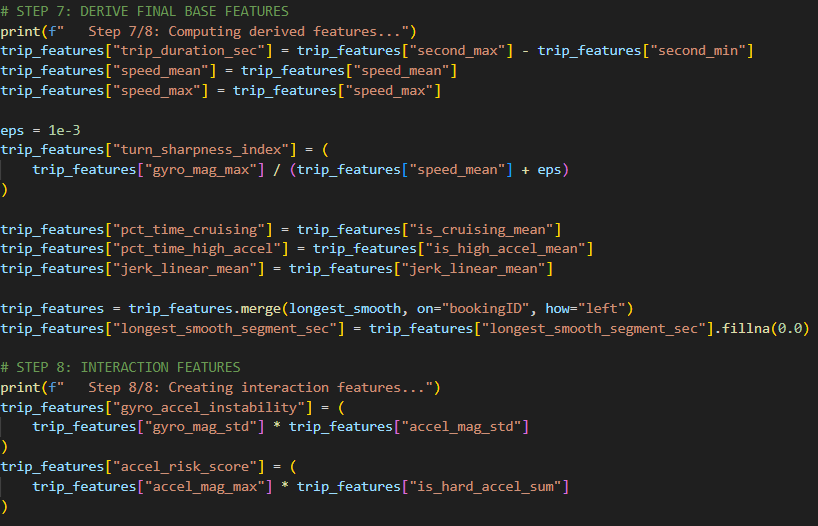 # STEP 7: DERIVE FINAL BASE FEATURES
print(f"   Step 7/8: Computing derived features...")
trip_features["trip_duration_sec"] = trip_features["second_max"] - trip_features["second_min"]
trip_features["speed_mean"] = trip_features["speed_mean"]
trip_features["speed_max"] = trip_features["speed_max"]

eps = 1e-3
trip_features["turn_sharpness_index"] = (
    trip_features["gyro_mag_max"] / (trip_features["speed_mean"] + eps)
)

trip_features["pct_time_cruising"] = trip_features["is_cruising_mean"]
trip_features["pct_time_high_accel"] = trip_features["is_high_accel_mean"]
trip_features["jerk_linear_mean"] = trip_features["jerk_linear_mean"]

trip_features = trip_features.merge(longest_smooth, on="bookingID", how="left")
trip_features["longest_smooth_segment_sec"] = trip_features["longest_smooth_segment_sec"].fillna(0.0)

# STEP 8: INTERACTION FEATURES
print(f"   Step 8/8: Creating interaction features...")
trip_features["gyro_accel_instability"] = (
    trip_features["gyro_mag_std"] * trip_features["accel_mag_std"]
)
trip_features["accel_risk_score"] = (
    trip_features["accel_mag_max"] * trip_features["is_hard_accel_sum"]
)